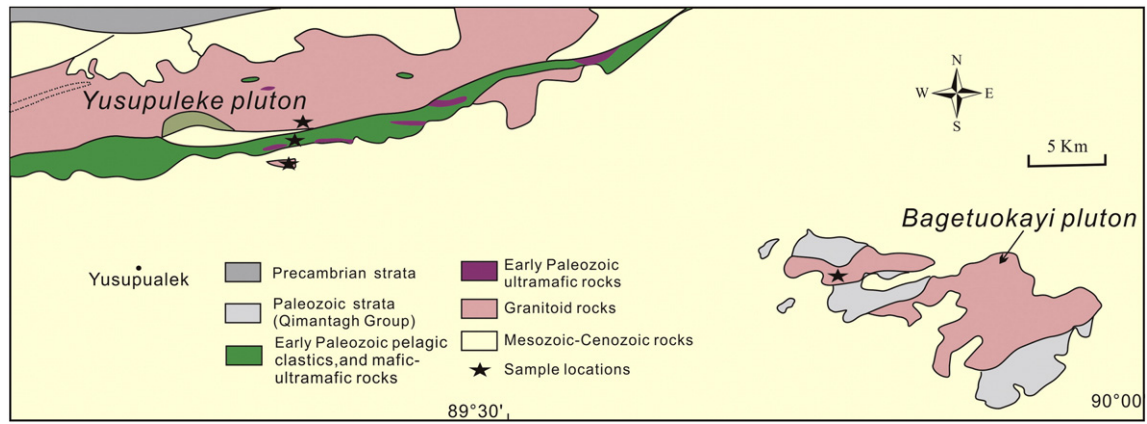 Yusupuleke pluton
N
W
E
S
5 Km
Bagetuokayi pluton
Yusupualek
Precambrian strata
Paleozoic strata
(Qimantagh Group)
Early Paleozoic pelagic
clastics,and mafic-
ultramafic rocks
Early Paleozoic
ultramafic rocks
Granitoid rocks
Mesozoic-Cenozoic rocks
Sample locations
89°30'
90°00